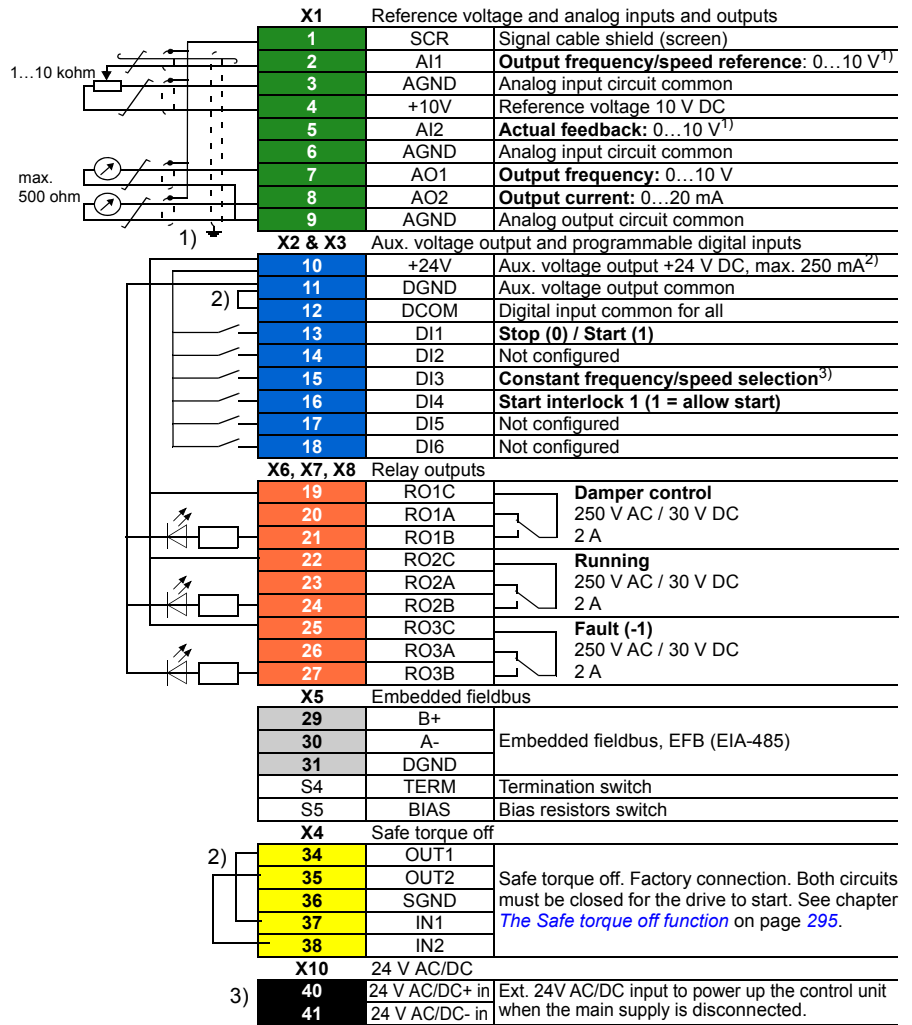 X1 Reference voltage and analog inputs and outputs
1 SCR Signal cable shield (screen)
1…10 kohm
2 AI1 Output frequency/speed reference: 0…10 V1)
3 AGND Analog input circuit common
4 +10V Reference voltage 10 V DC
5 AI2 Actual feedback: 0…10 V1)
6 AGND Analog input circuit common
max.
500 ohm
7 AO1 Output frequency: 0…10 V
8 AO2 Output current: 0…20 mA
9 AGND Analog output circuit common
1)
X2 & X3 Aux. voltage output and programmable digital inputs
10 +24V Aux. voltage output +24 V DC, max. 250 mA2)
11 DGND Aux. voltage output common
2)
12 DCOM Digital input common for all
13 DI1 Stop (0) / Start (1)
14 DI2 Not configured
15 DI3 Constant frequency/speed selection3)
16 DI4 Start interlock 1 (1 = allow start)
17 DI5 Not configured
18 DI6 Not configured
X6, X7, X8 Relay outputs
19 RO1C Damper control
20 RO1A 250 V AC / 30 V DC
21 RO1B 2 A
22 RO2C Running
23 RO2A 250 V AC / 30 V DC
24 RO2B 2 A
25 RO3C Fault (-1)
26 RO3A 250 V AC / 30 V DC
27 RO3B 2 A
X5 Embedded fieldbus
29 B+
30 A- Embedded fieldbus, EFB (EIA-485)
31 DGND
S4 TERM Termination switch
S5 BIAS Bias resistors switch
X4 Safe torque off
2)
34 OUT1
35 OUT2 Safe torque off. Factory connection. Both circuits
36 SGND must be closed for the drive to start. See chapter
37 IN1 The Safe torque off function on page 295.
38 IN2
X10 24 V AC/DC
3)
40 24 V AC/DC+ in Ext. 24V AC/DC input to power up the control unit
41 24 V AC/DC- in when the main supply is disconnected.